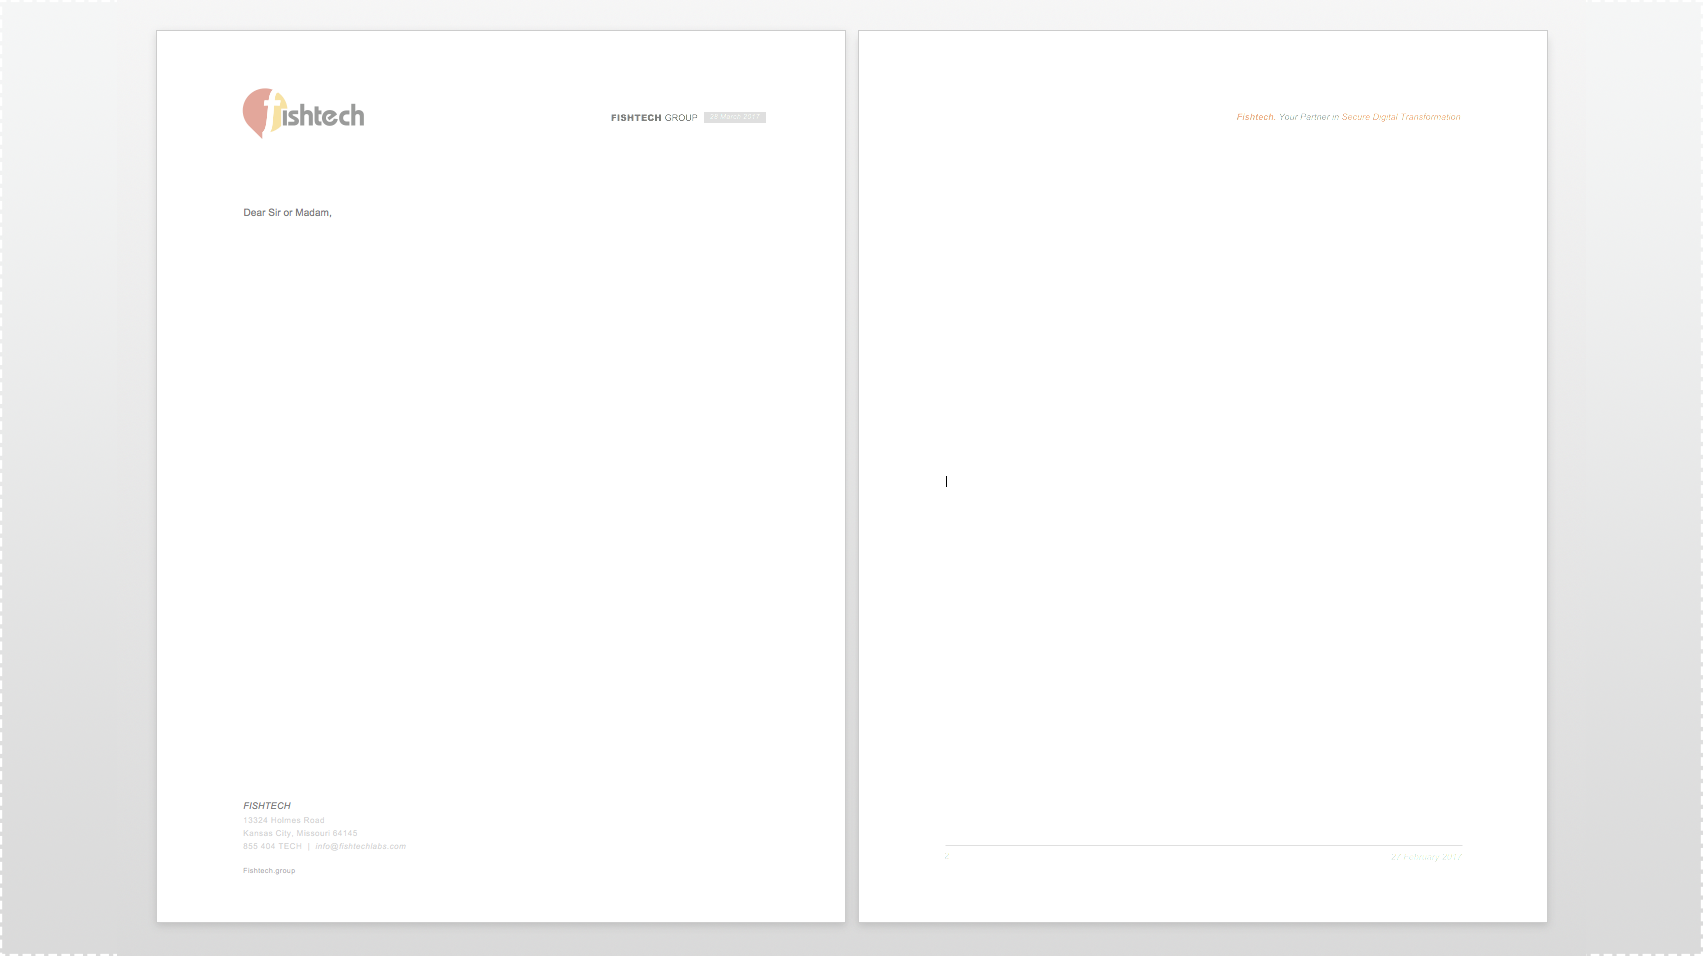 fishtech
FISHTECH GROUP 28 March 2017
Dear Sir or Madam,
FISHTECH
13324 Holmes Road
Kansas City, Missouri 64145
855 404 TECH | info@fishtechlabs.com
Fishtech.group
Fishtech. Your Partner in Secure Digital Transformation
2 27 February 2017